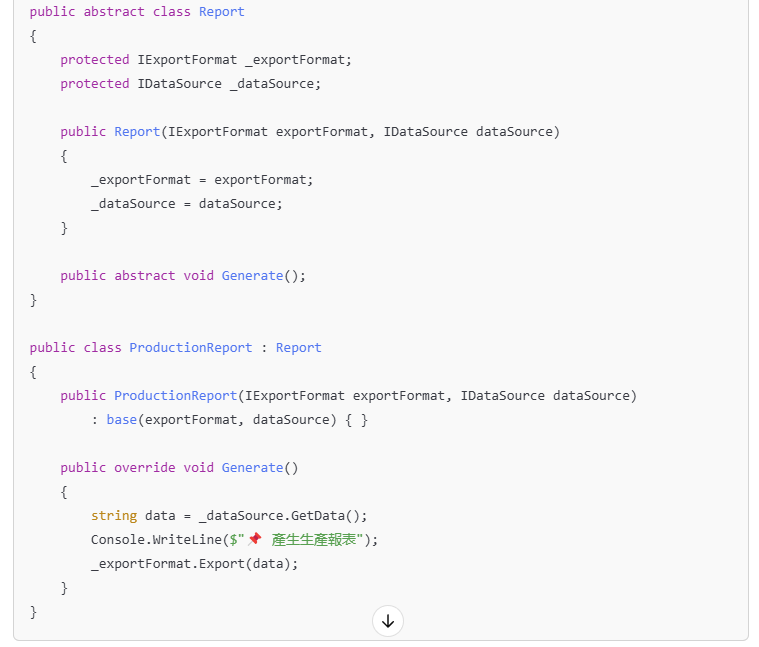 public abstract class Report
{
    protected IExportFormat _exportFormat;
    protected IDataSource _dataSource;
    public Report(IExportFormat exportFormat, IDataSource dataSource)
    {
        _exportFormat = exportFormat;
        _dataSource = dataSource;
    }
    public abstract void Generate();
}
public class ProductionReport : Report
{
    public ProductionReport(IExportFormat exportFormat, IDataSource dataSource)
        : base(exportFormat, dataSource) { }
    public override void Generate()
    {
        string data = _dataSource.GetData();
        Console.WriteLine($"📌 產生生產報表");
        _exportFormat.Export(data);
    }
}